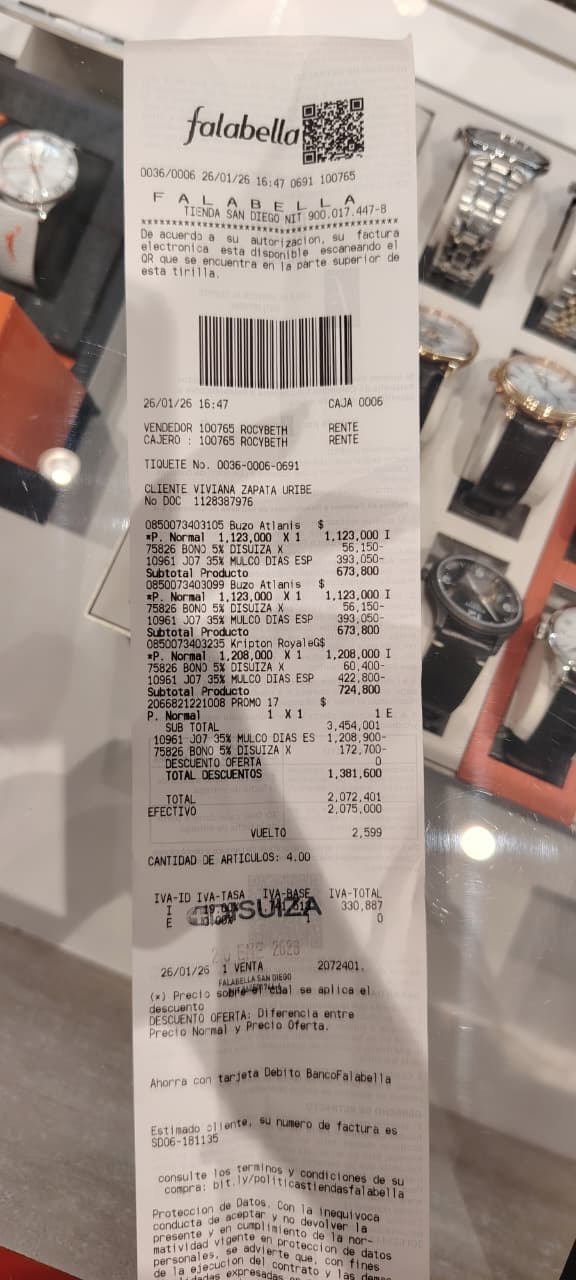 falabella
0036/0006 26/01/26 16:47 0691 100765
F A L A B E L L A
TIENDA SAN DIEGO NIT 900.017.447-8
****************************************
De acuerdo a su autorizacion, su factura
electronica esta disponible escaneando el
QR que se encuentra en la parte superior de
esta tirilla.
26/01/26 16:47 CAJA 0006
VENDEDOR 100765 ROCYBETH RENTE
CAJERO : 100765 ROCYBETH RENTE
TIQUETE No. 0036-0006-0691
CLIENTE VIVIANA ZAPATA URIBE
No DOC 1128387976
0850073403105 Buzo Atlanis $
*P. Normal 1,123,000 X 1 1,123,000 I
75826 BONO 5% DISUIZA X 56,150-
10961 J07 35% MULCO DIAS ESP 393,050-
Subtotal Producto 673,800
0850073403099 Buzo Atlanis $
*P. Normal 1,123,000 X 1 1,123,000 I
75826 BONO 5% DISUIZA X 56,150-
10961 J07 35% MULCO DIAS ESP 393,050-
Subtotal Producto 673,800
0850073403235 Kripton RoyaleG$
*P. Normal 1,208,000 X 1 1,208,000 I
75826 BONO 5% DISUIZA X 60,400-
10961 J07 35% MULCO DIAS ESP 422,800-
Subtotal Producto 724,800
2066821221008 PROMO 17 $
P. Normal 1 X 1 1 E
SUB TOTAL 3,454,001
10961 J07 35% MULCO DIAS ES 1,208,900-
75826 BONO 5% DISUIZA X 172,700-
DESCUENTO OFERTA 0
TOTAL DESCUENTOS 1,381,600
TOTAL 2,072,401
EFECTIVO 2,075,000
VUELTO 2,599
CANTIDAD DE ARTICULOS: 4.00
IVA-ID IVA-TASA IVA-BASE IVA-TOTAL
I 19.00% 330,887
E 0
SUIZA
26/01/26 1 VENTA 2072401.
FALABELLA SAN DIEGO
(*) Precio sobre el cual se aplica el
descuento
DESCUENTO OFERTA: Diferencia entre
Precio Normal y Precio Oferta.
Ahorra con tarjeta Debito BancoFalabella
Estimado cliente, su numero de factura es
SD06-181135
consulte los terminos y condiciones de su
compra: bit.ly/politicastiendasfalabella
Proteccion de Datos. Con la inequivoca
conducta de aceptar y no devolver la
presente y en cumplimiento de la nor-
matividad vigente en proteccion de datos
personales, se advierte que, con fines
de la ejecucion del contrato y las
expresadas